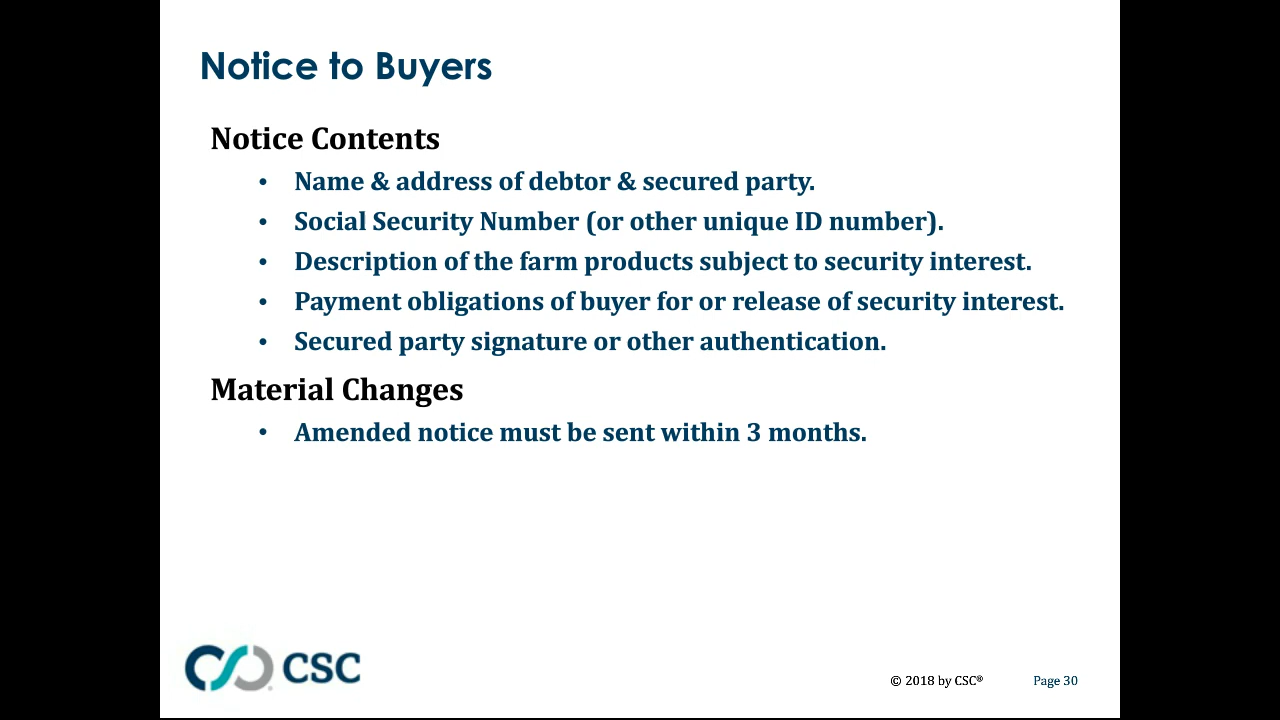 Notice to Buyers
Notice Contents
• Name & address of debtor & secured party.
• Social Security Number (or other unique ID number).
• Description of the farm products subject to security interest.
• Payment obligations of buyer for or release of security interest.
• Secured party signature or other authentication.
Material Changes
• Amended notice must be sent within 3 months.
CSC
© 2018 by CSC® Page 30